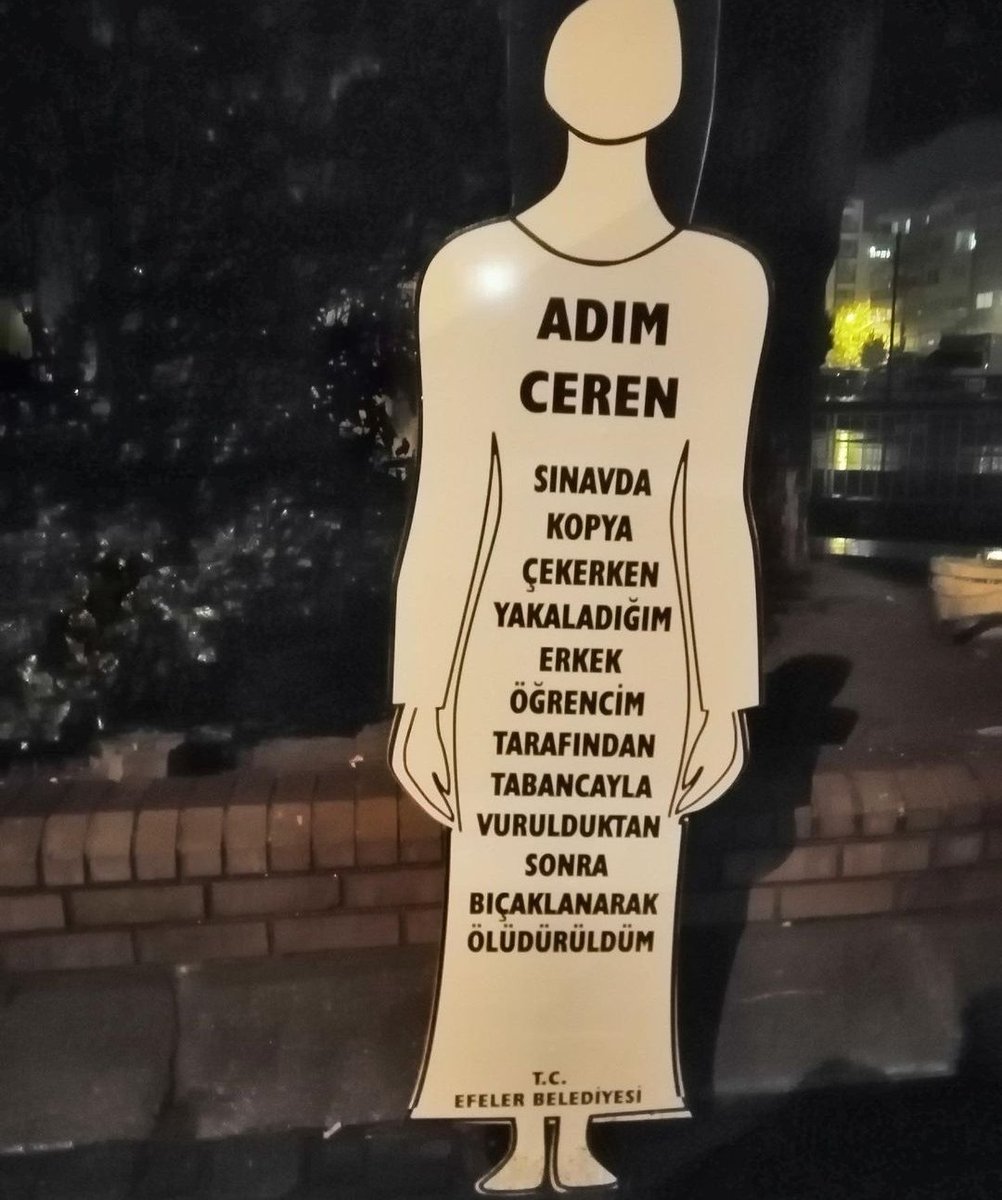 ADIM
CEREN
SINAVDA
KOPYA
ÇEKERKEN
YAKALADIĞIM
ERKEK
ÖĞRENCİM
TARAFINDAN
TABANCAYLA
VURULDUKTAN
SONRA
BIÇAKLANARAK
ÖLÜDÜRÜLDÜM
T.C.
EFELER BELEDİYESİ